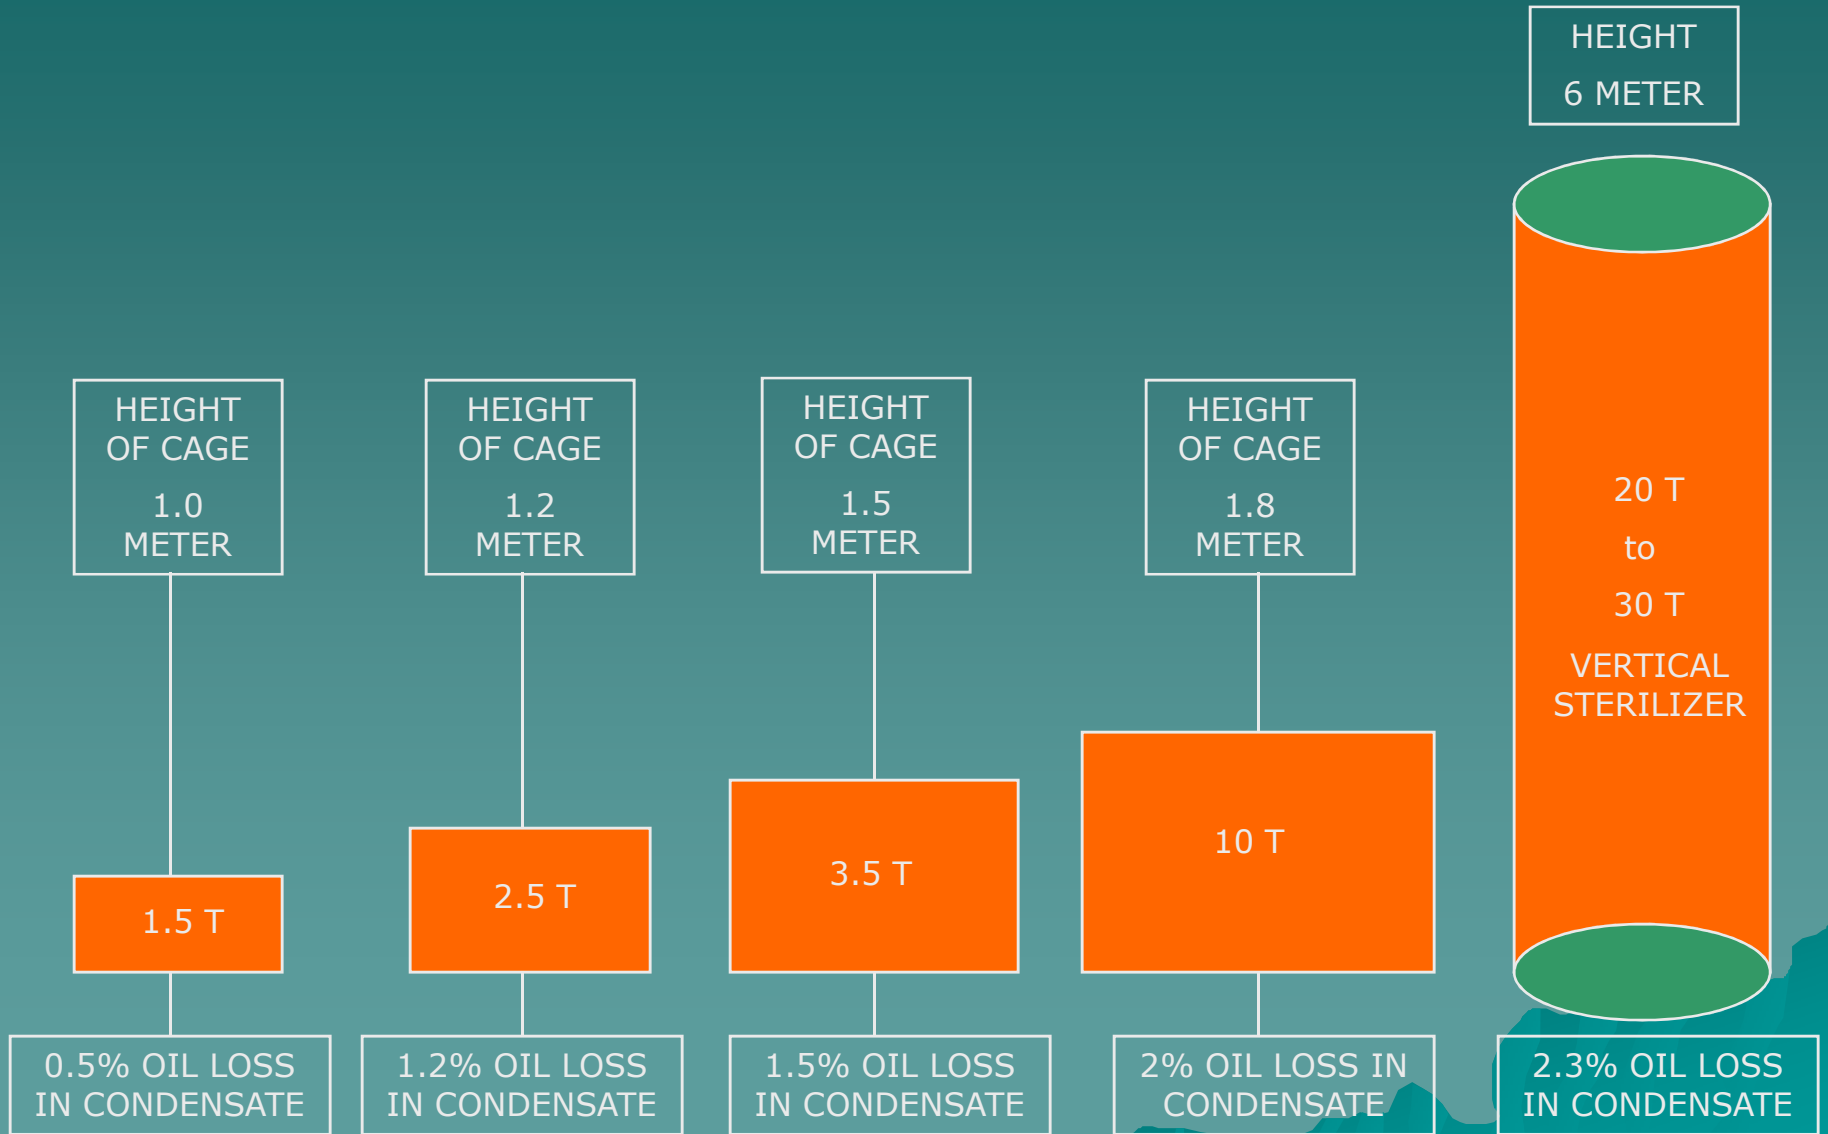 HEIGHT
6 METER
HEIGHT
OF CAGE
1.0
METER
HEIGHT
OF CAGE
1.2
METER
HEIGHT
OF CAGE
1.5
METER
HEIGHT
OF CAGE
1.8
METER
20 T
to
30 T
VERTICAL
STERILIZER
1.5 T
2.5 T
3.5 T
10 T
0.5% OIL LOSS
IN CONDENSATE
1.2% OIL LOSS
IN CONDENSATE
1.5% OIL LOSS
IN CONDENSATE
2% OIL LOSS IN
CONDENSATE
2.3% OIL LOSS
IN CONDENSATE